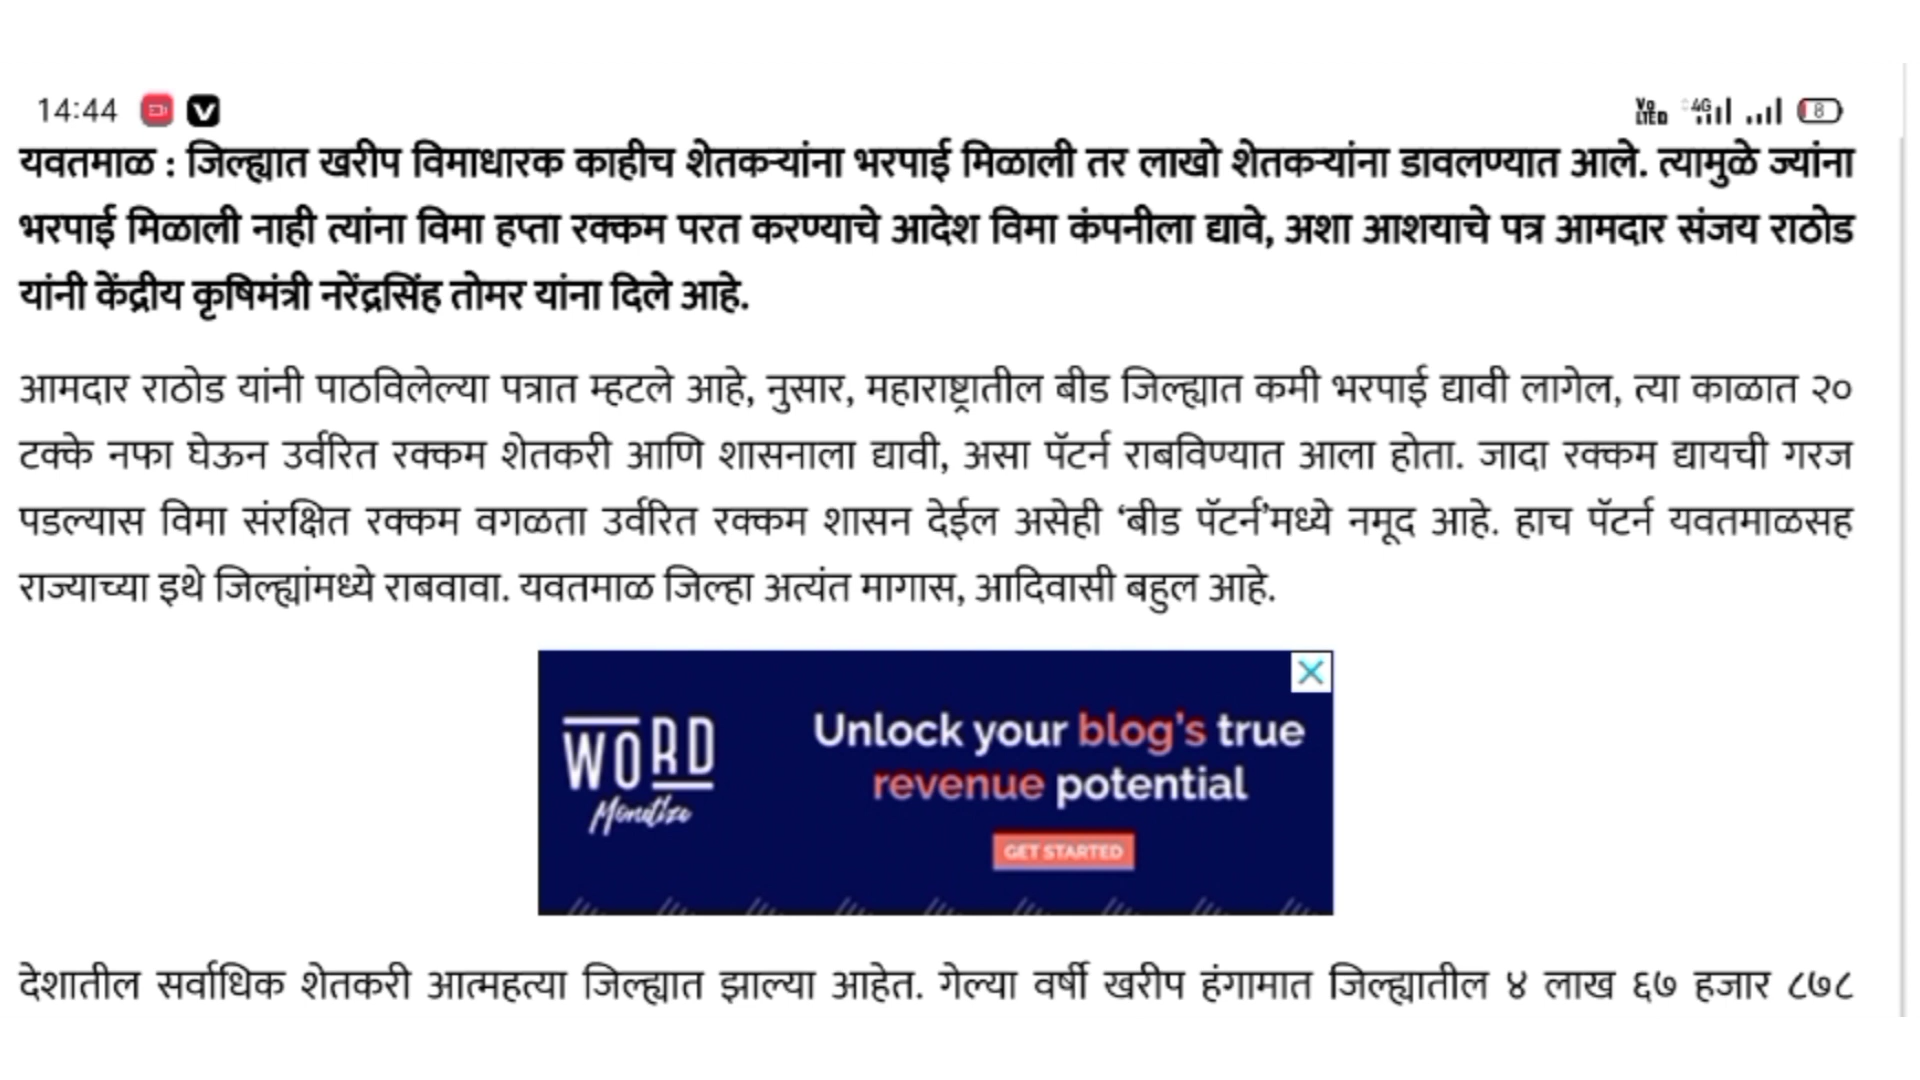 14:44
Vo LTED 4G 8
यवतमाळ : जिल्ह्यात खरीप विमाधारक काहीच शेतकऱ्यांना भरपाई मिळाली तर लाखो शेतकऱ्यांना डावलण्यात आले. त्यामुळे ज्यांना
भरपाई मिळाली नाही त्यांना विमा हप्ता रक्कम परत करण्याचे आदेश विमा कंपनीला द्यावे, अशा आशयाचे पत्र आमदार संजय राठोड
यांनी केंद्रीय कृषिमंत्री नरेंद्रसिंह तोमर यांना दिले आहे.
आमदार राठोड यांनी पाठविलेल्या पत्रात म्हटले आहे, नुसार, महाराष्ट्रातील बीड जिल्ह्यात कमी भरपाई द्यावी लागेल, त्या काळात २०
टक्के नफा घेऊन उर्वरित रक्कम शेतकरी आणि शासनाला द्यावी, असा पॅटर्न राबविण्यात आला होता. जादा रक्कम द्यायची गरज
पडल्यास विमा संरक्षित रक्कम वगळता उर्वरित रक्कम शासन देईल असेही ‘बीड पॅटर्न’मध्ये नमूद आहे. हाच पॅटर्न यवतमाळसह
राज्याच्या इथे जिल्ह्यांमध्ये राबवावा. यवतमाळ जिल्हा अत्यंत मागास, आदिवासी बहुल आहे.
WORD
Monetize
Unlock your blog's true
revenue potential
GET STARTED
देशातील सर्वाधिक शेतकरी आत्महत्या जिल्ह्यात झाल्या आहेत. गेल्या वर्षी खरीप हंगामात जिल्ह्यातील ४ लाख ६७ हजार ८७८